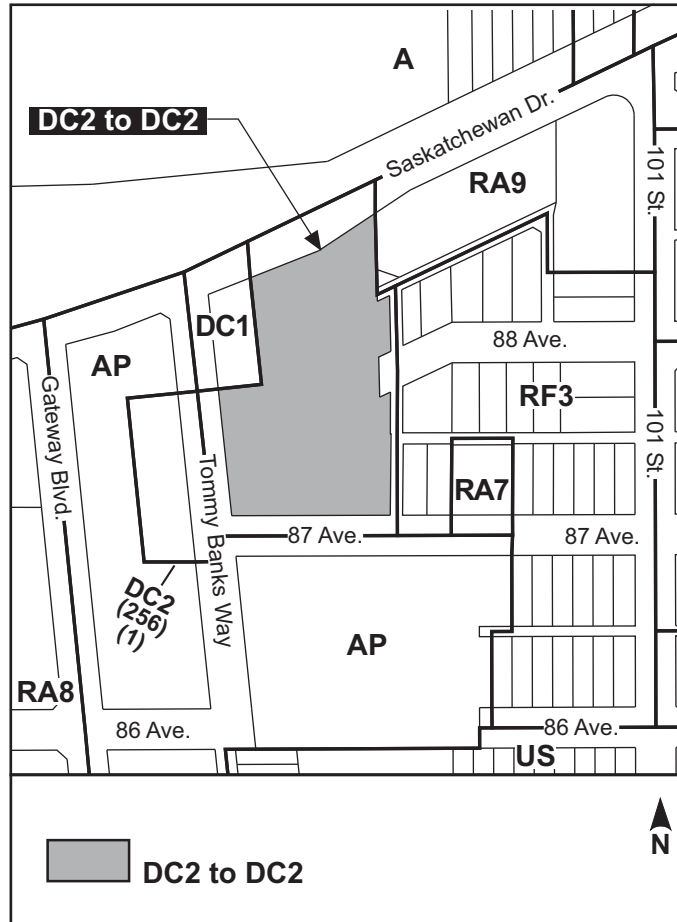 A
DC2 to DC2
Saskatchewan Dr.
RA9
101 St.
DC1
AP
88 Ave.
Gateway Blvd.
RF3
101 St.
Tommy Banks Way
RA7
87 Ave.
87 Ave.
DC2
(256)
(1)
AP
RA8
86 Ave.
86 Ave.
US
N
DC2 to DC2